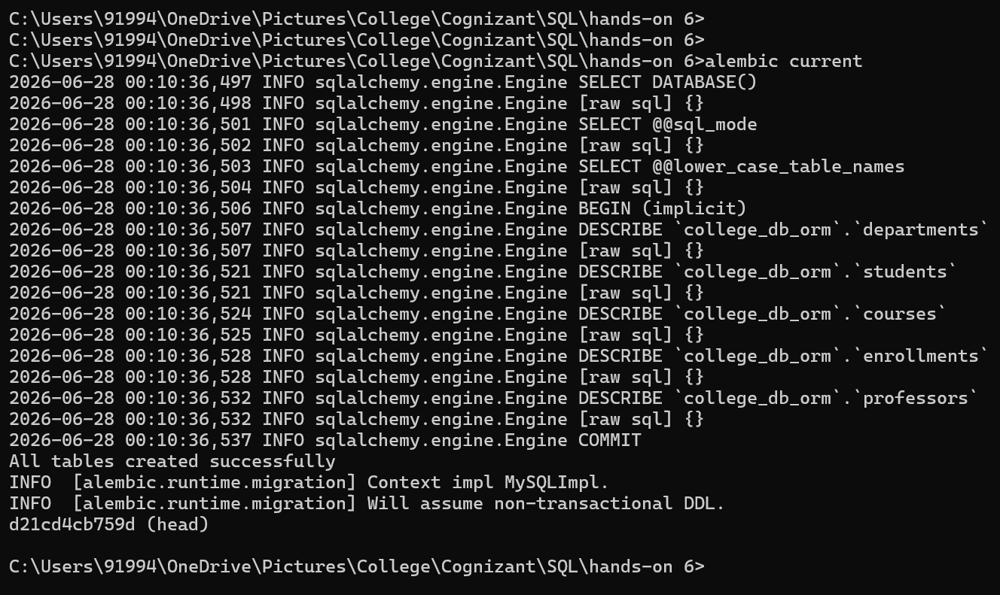 C:\Users\91994\OneDrive\Pictures\College\Cognizant\SQL\hands-on 6>
C:\Users\91994\OneDrive\Pictures\College\Cognizant\SQL\hands-on 6>
C:\Users\91994\OneDrive\Pictures\College\Cognizant\SQL\hands-on 6>alembic current
2026-06-28 00:10:36,497 INFO sqlalchemy.engine.Engine SELECT DATABASE()
2026-06-28 00:10:36,498 INFO sqlalchemy.engine.Engine [raw sql] {}
2026-06-28 00:10:36,501 INFO sqlalchemy.engine.Engine SELECT @@sql_mode
2026-06-28 00:10:36,502 INFO sqlalchemy.engine.Engine [raw sql] {}
2026-06-28 00:10:36,503 INFO sqlalchemy.engine.Engine SELECT @@lower_case_table_names
2026-06-28 00:10:36,504 INFO sqlalchemy.engine.Engine [raw sql] {}
2026-06-28 00:10:36,506 INFO sqlalchemy.engine.Engine BEGIN (implicit)
2026-06-28 00:10:36,507 INFO sqlalchemy.engine.Engine DESCRIBE `college_db_orm`.`departments`
2026-06-28 00:10:36,507 INFO sqlalchemy.engine.Engine [raw sql] {}
2026-06-28 00:10:36,521 INFO sqlalchemy.engine.Engine DESCRIBE `college_db_orm`.`students`
2026-06-28 00:10:36,521 INFO sqlalchemy.engine.Engine [raw sql] {}
2026-06-28 00:10:36,524 INFO sqlalchemy.engine.Engine DESCRIBE `college_db_orm`.`courses`
2026-06-28 00:10:36,525 INFO sqlalchemy.engine.Engine [raw sql] {}
2026-06-28 00:10:36,528 INFO sqlalchemy.engine.Engine DESCRIBE `college_db_orm`.`enrollments`
2026-06-28 00:10:36,528 INFO sqlalchemy.engine.Engine [raw sql] {}
2026-06-28 00:10:36,532 INFO sqlalchemy.engine.Engine DESCRIBE `college_db_orm`.`professors`
2026-06-28 00:10:36,532 INFO sqlalchemy.engine.Engine [raw sql] {}
2026-06-28 00:10:36,537 INFO sqlalchemy.engine.Engine COMMIT
All tables created successfully
INFO  [alembic.runtime.migration] Context impl MySQLImpl.
INFO  [alembic.runtime.migration] Will assume non-transactional DDL.
d21cd4cb759d (head)
C:\Users\91994\OneDrive\Pictures\College\Cognizant\SQL\hands-on 6>